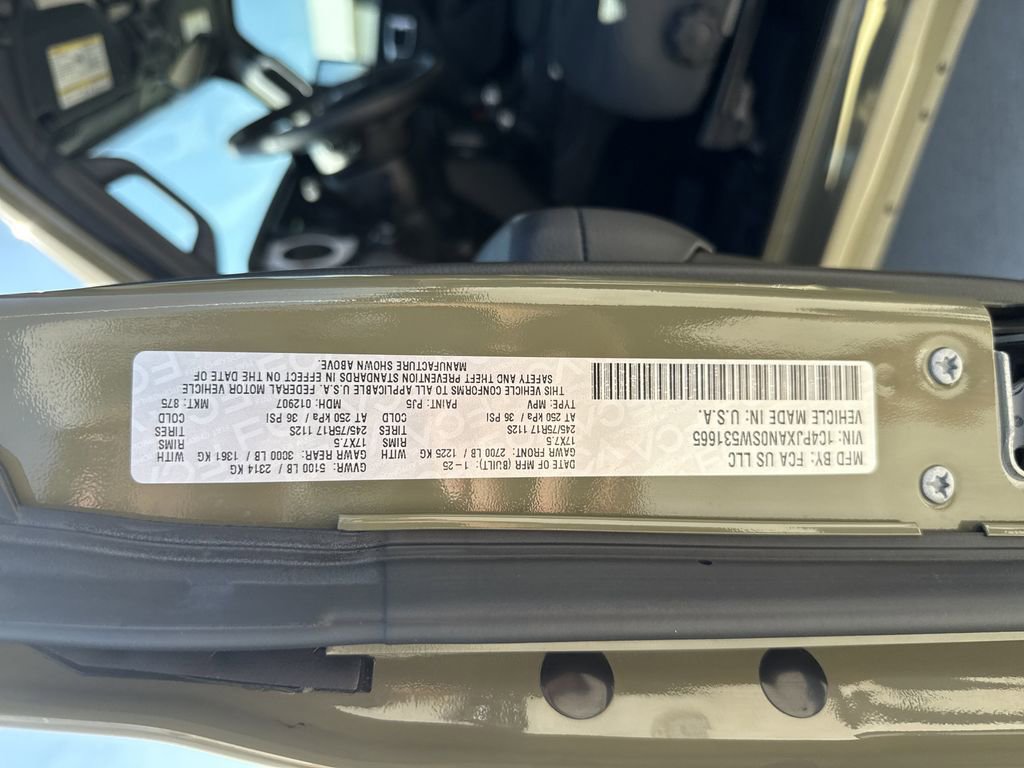 MFD BY: FCA US LLC
VIN: 1C4PJXAN0SW531665
VEHICLE MADE IN: U.S.A.
DATE OF MFR (BUILT): 1-25 GVWR: 5100 LB / 2314 KG
GAWR FRONT: 2700 LB / 1225 KG WITH GAWR REAR: 3000 LB / 1361 KG WITH
17X7.5 RIMS 17X7.5 RIMS
245/75R17 112S TIRES 245/75R17 112S TIRES
AT 250 kPa / 36 PSI COLD AT 250 kPa / 36 PSI COLD
TYPE: MPV PAINT: PJS MDH: 012907 MKT: 875
THIS VEHICLE CONFORMS TO ALL APPLICABLE U.S.A. FEDERAL MOTOR VEHICLE
SAFETY AND THEFT PREVENTION STANDARDS IN EFFECT ON THE DATE OF
MANUFACTURE SHOWN ABOVE.